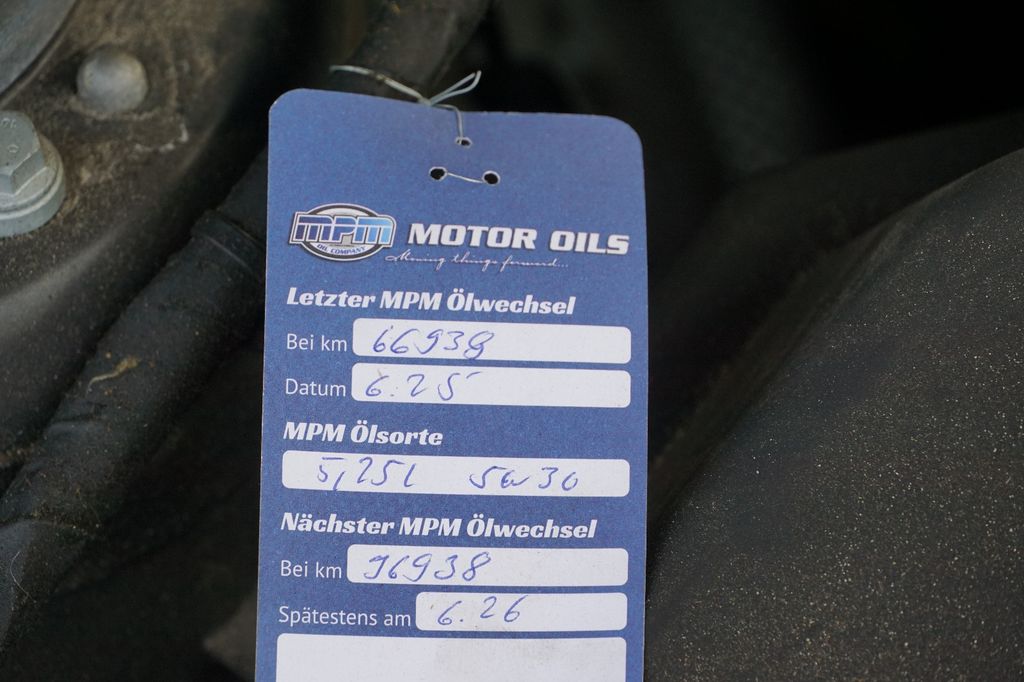 MPM
OIL COMPANY
MOTOR OILS
Moving things forward...
Letzter MPM Ölwechsel
Bei km 66938
Datum 6.25
MPM Ölsorte
5,25l 5w30
Nächster MPM Ölwechsel
Bei km 96938
Spätestens am 6.26